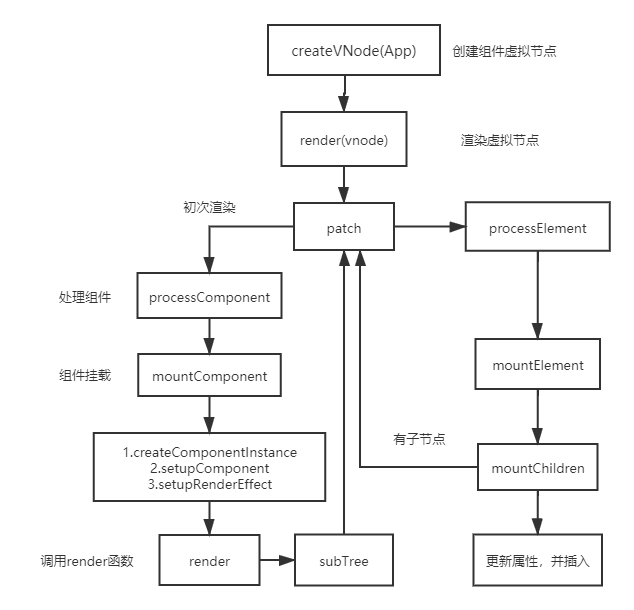 createVNode(App)
创建组件虚拟节点
render(vnode)
渲染虚拟节点
初次渲染
patch
processElement
处理组件
processComponent
组件挂载
mountComponent
mountElement
1.createComponentInstance
2.setupComponent
3.setupRenderEffect
有子节点
mountChildren
调用render函数
render
subTree
更新属性，并插入